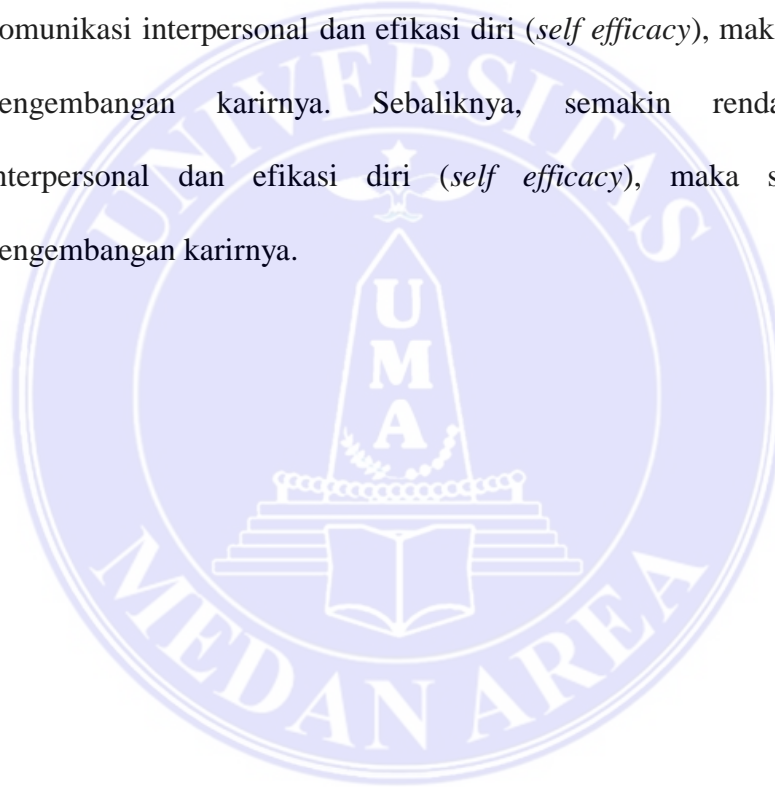 omunikasi interpersonal dan efikasi diri (self efficacy), mak
engembangan karirnya. Sebaliknya, semakin renda
nterpersonal dan efikasi diri (self efficacy), maka s
engembangan karirnya.
UNIVERSITAS
U
M
A
MEDAN AREA